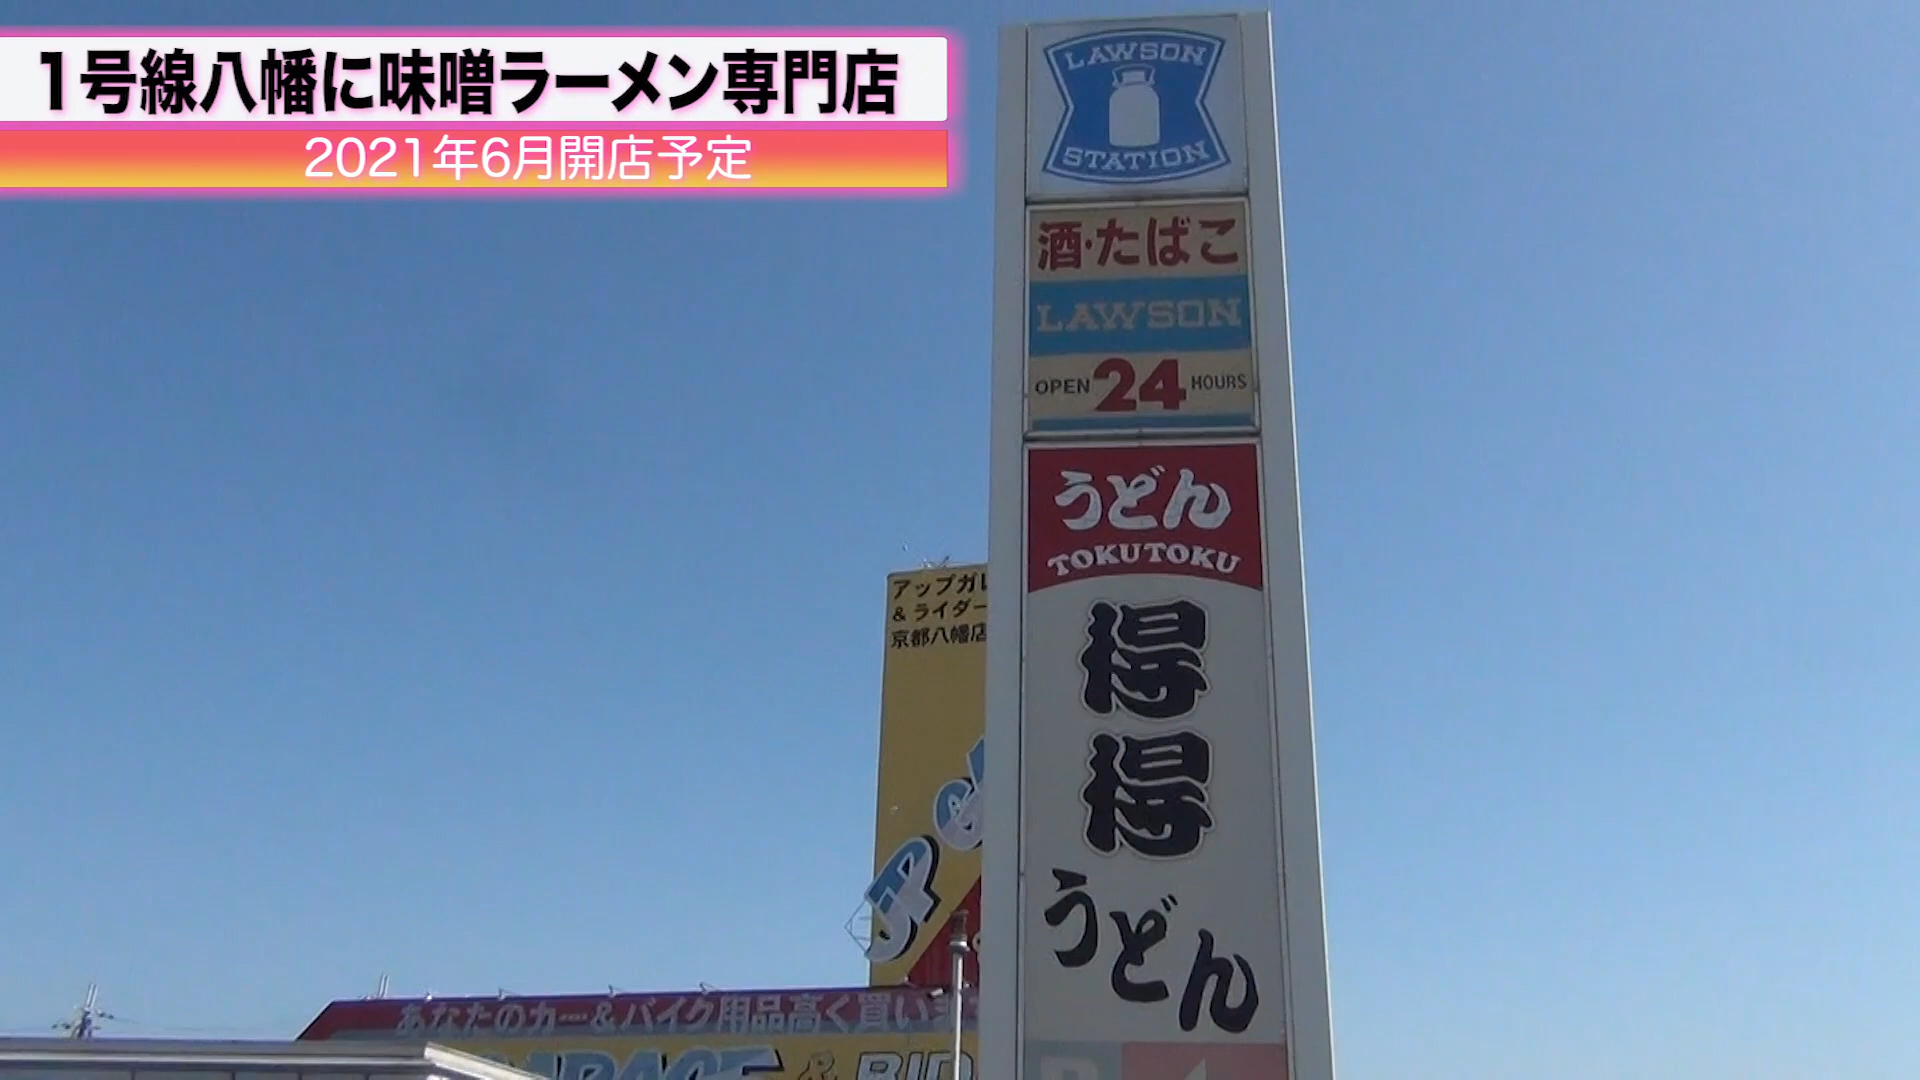 1号線八幡に味噌ラーメン専門店
2021年6月開店予定
LAWSON
STATION
酒·たばこ
LAWSON
OPEN 24 HOURS
うどん
TOKUTOKU
得得
うどん
アップガレ
&ライダー
京都八幡店
UP
あなたのカー&バイク用品高く買いま
P